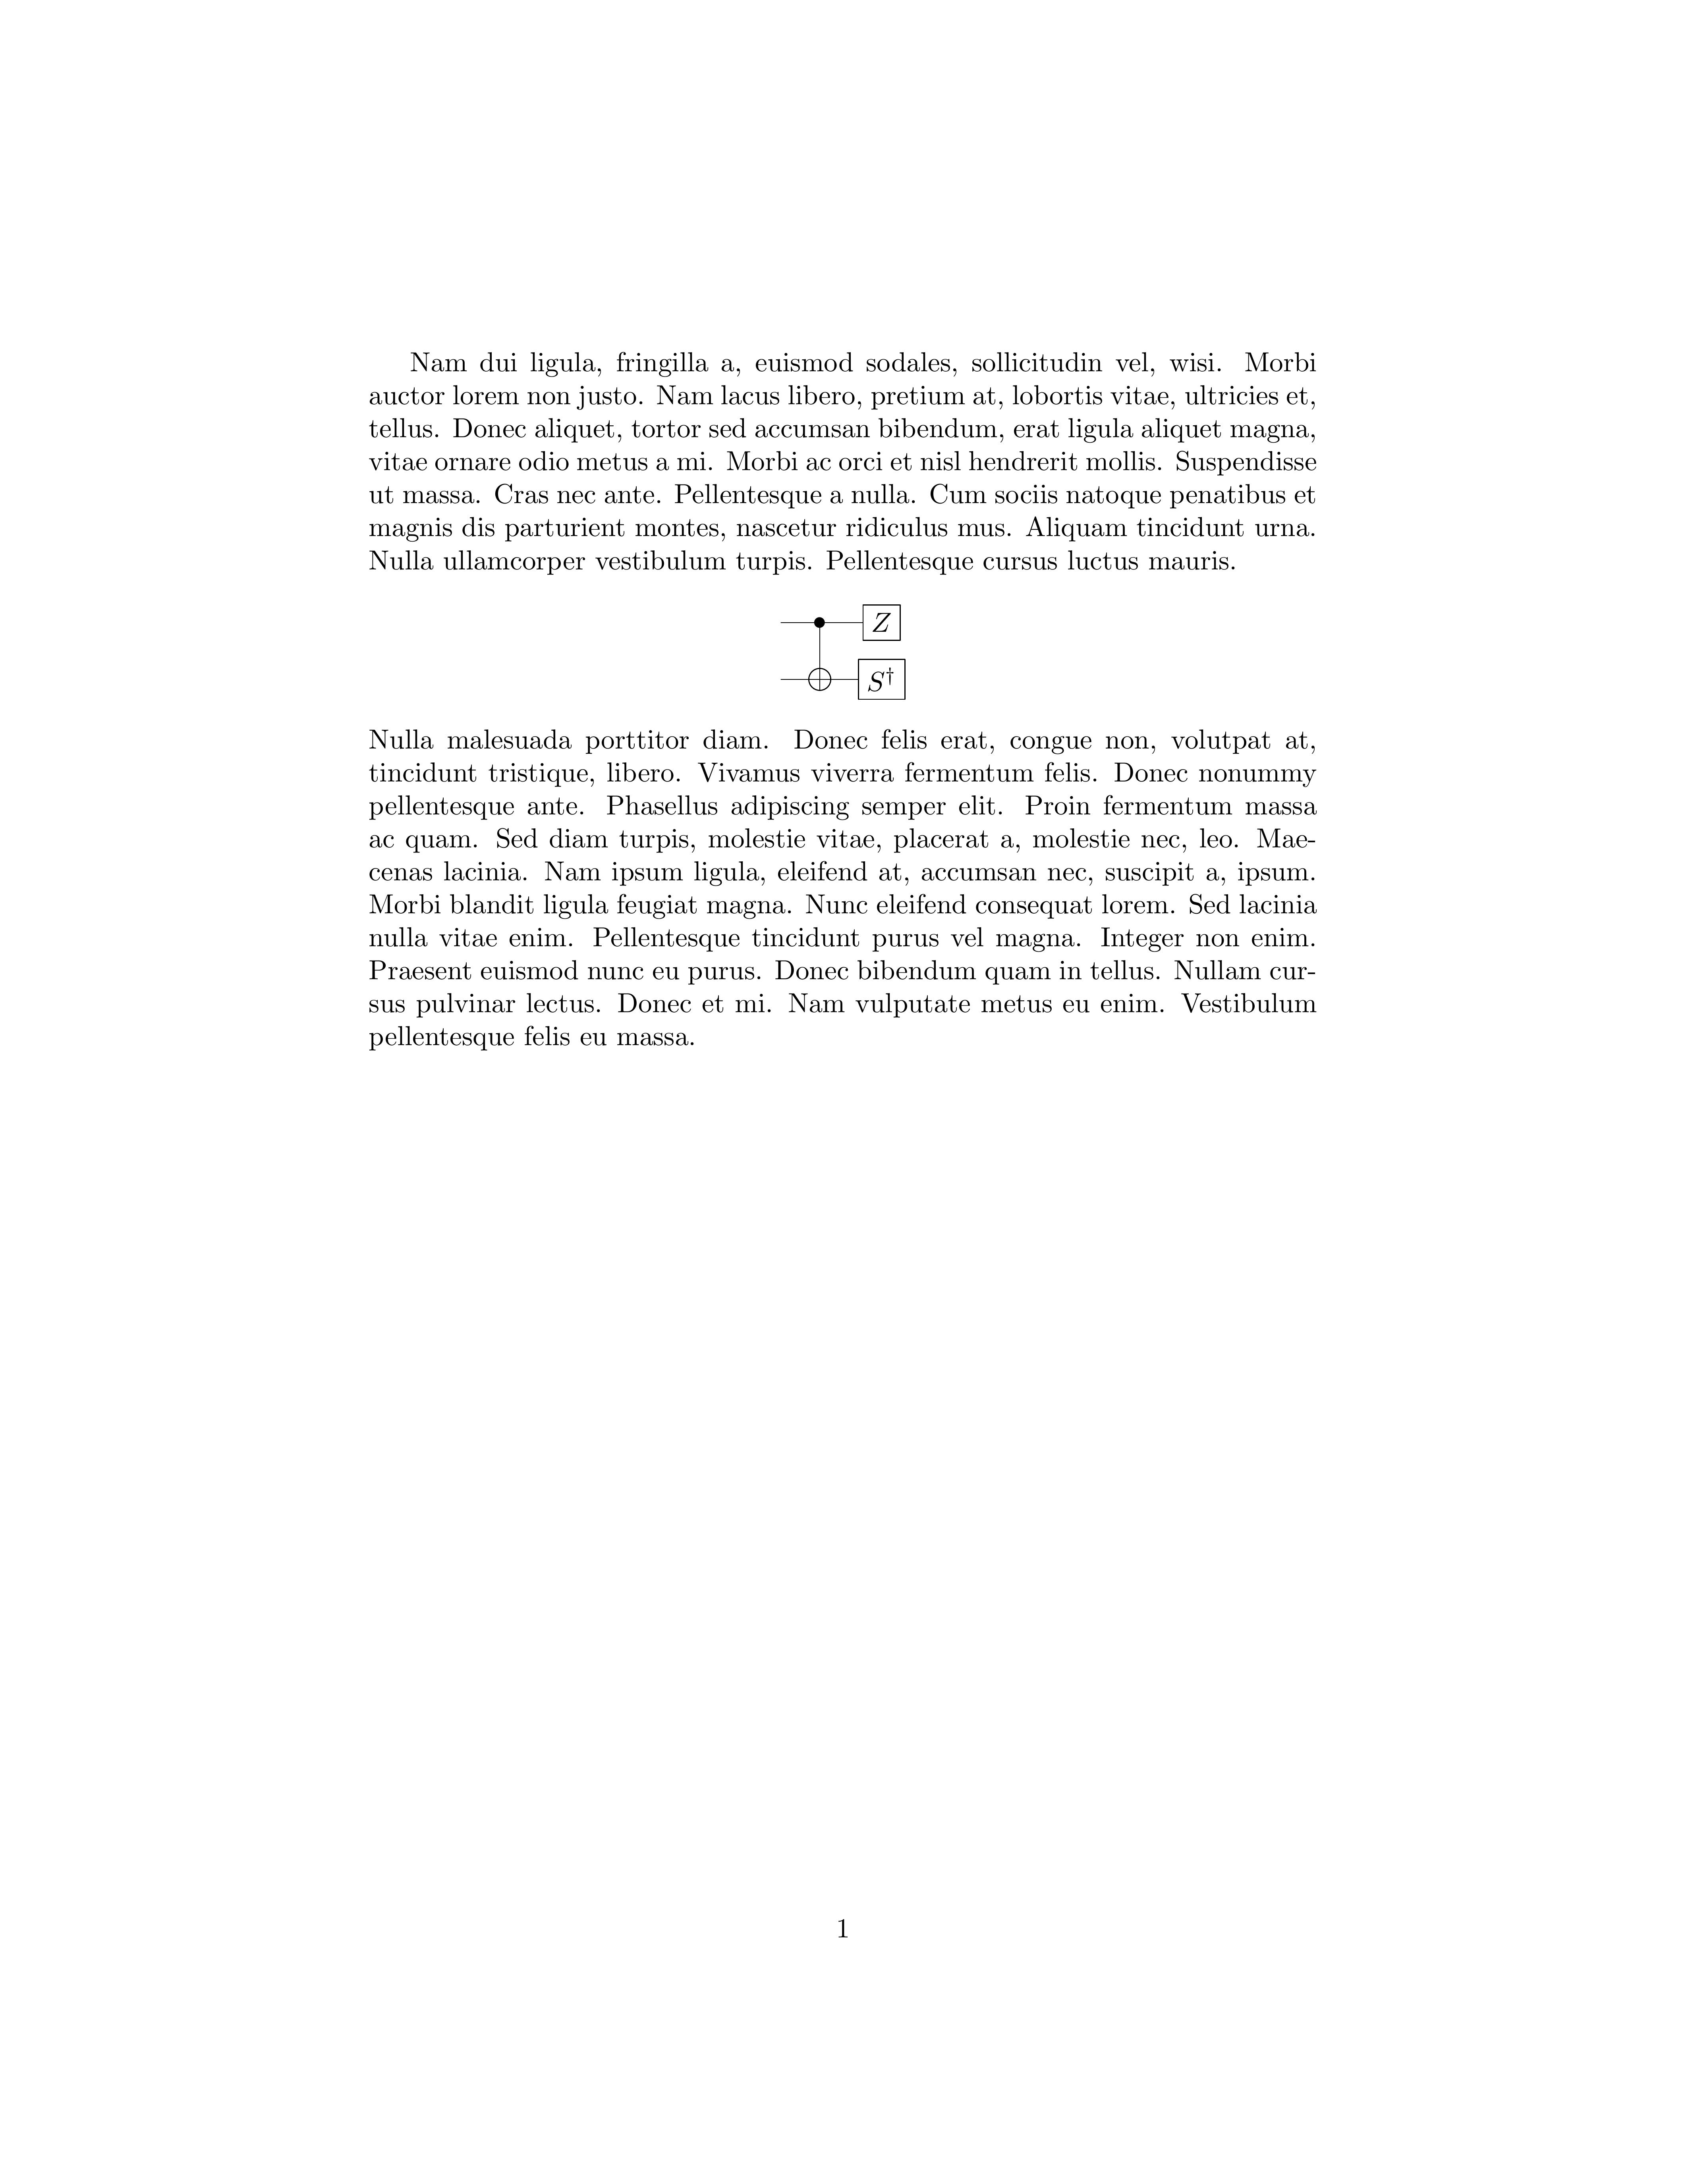 Nam dui ligula, fringilla a, euismod sodales, sollicitudin vel, wisi. Morbi
auctor lorem non justo. Nam lacus libero, pretium at, lobortis vitae, ultricies et,
tellus. Donec aliquet, tortor sed accumsan bibendum, erat ligula aliquet magna,
vitae ornare odio metus a mi. Morbi ac orci et nisl hendrerit mollis. Suspendisse
ut massa. Cras nec ante. Pellentesque a nulla. Cum sociis natoque penatibus et
magnis dis parturient montes, nascetur ridiculus mus. Aliquam tincidunt urna.
Nulla ullamcorper vestibulum turpis. Pellentesque cursus luctus mauris.
Z
S†
Nulla malesuada porttitor diam. Donec felis erat, congue non, volutpat at,
tincidunt tristique, libero. Vivamus viverra fermentum felis. Donec nonummy
pellentesque ante. Phasellus adipiscing semper elit. Proin fermentum massa
ac quam. Sed diam turpis, molestie vitae, placerat a, molestie nec, leo. Mae-
cenas lacinia. Nam ipsum ligula, eleifend at, accumsan nec, suscipit a, ipsum.
Morbi blandit ligula feugiat magna. Nunc eleifend consequat lorem. Sed lacinia
nulla vitae enim. Pellentesque tincidunt purus vel magna. Integer non enim.
Praesent euismod nunc eu purus. Donec bibendum quam in tellus. Nullam cur-
sus pulvinar lectus. Donec et mi. Nam vulputate metus eu enim. Vestibulum
pellentesque felis eu massa.
1